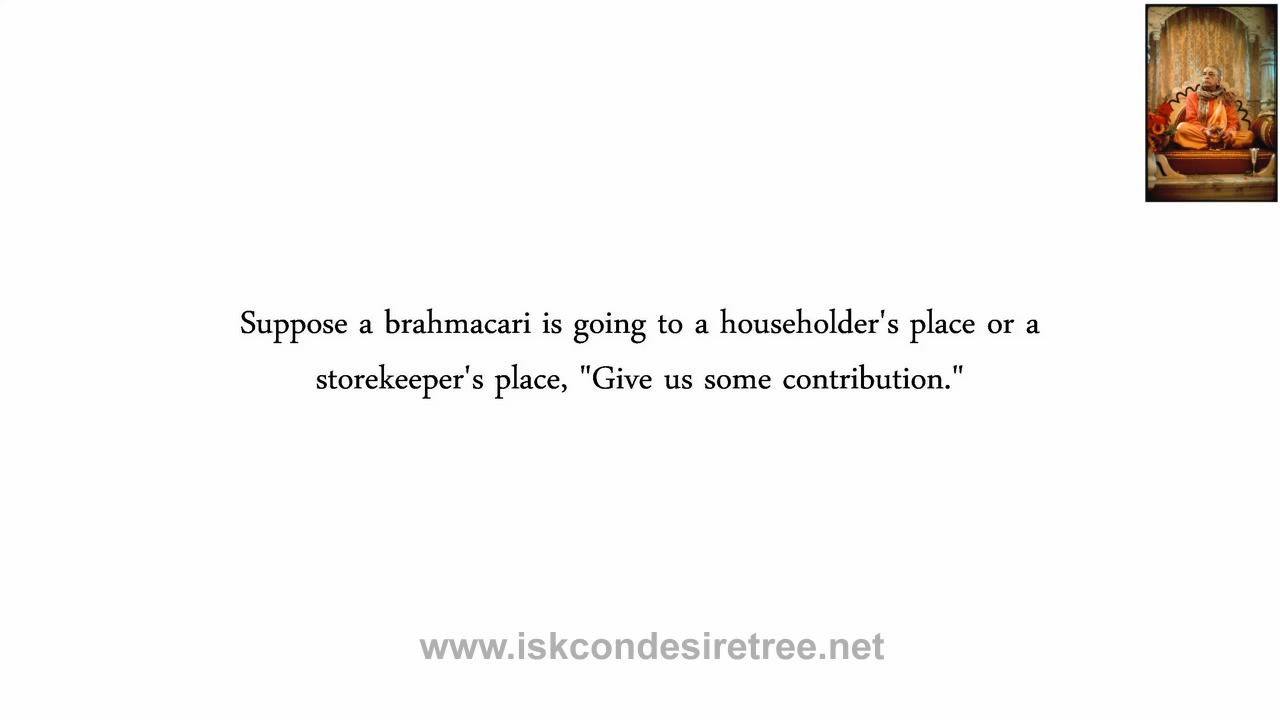 Suppose a brahmacari is going to a householder's place or a
storekeeper's place, "Give us some contribution."
www.iskcondesiretree.net